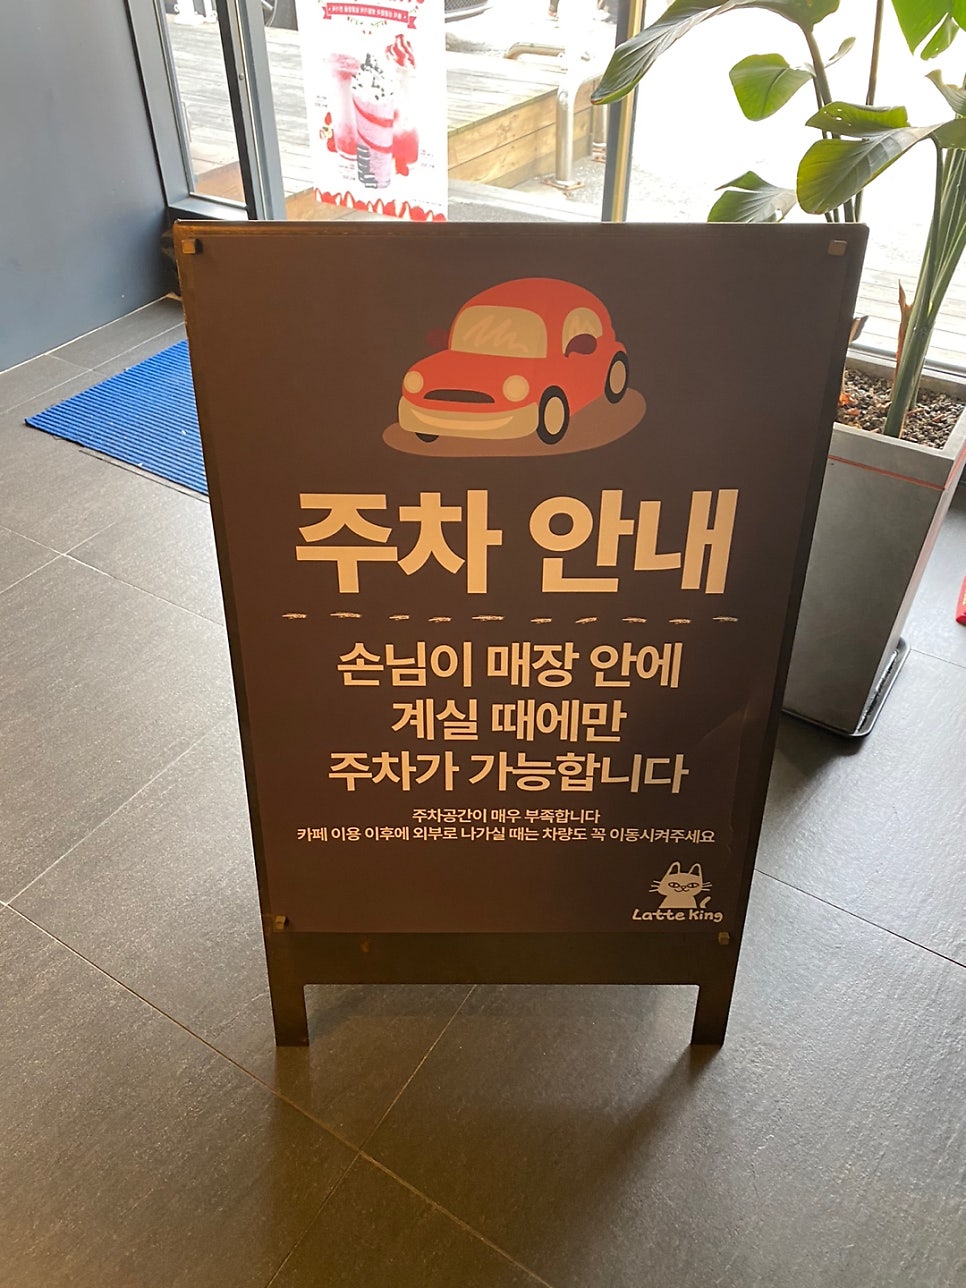 주차 안내
손님이 매장 안에
계실 때에만
주차가 가능합니다
주차공간이 매우 부족합니다
카페 이용 이후에 외부로 나가실 때는 차량도 꼭 이동시켜주세요
Latte King